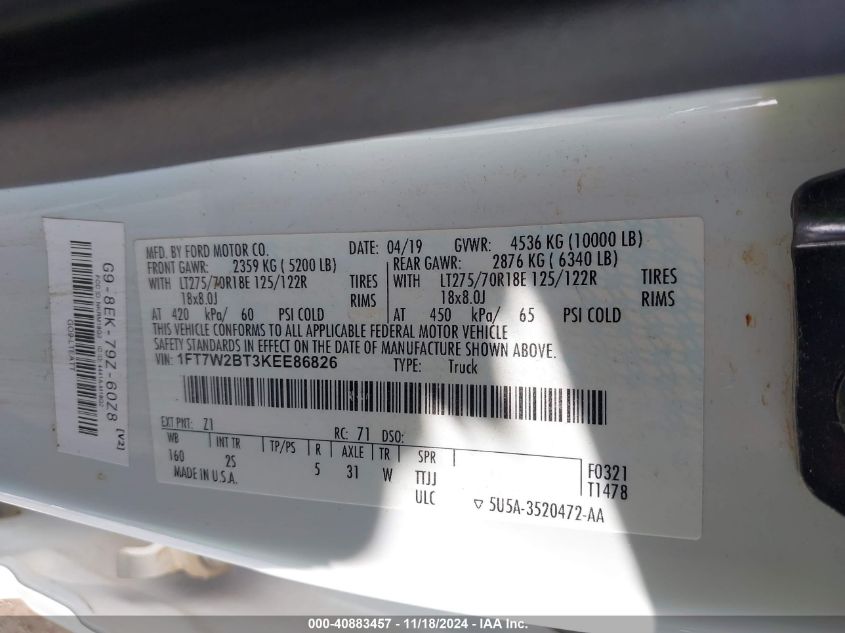 G9-8EK-79Z-60Z8 [V2]
MFD. BY FORD MOTOR CO. DATE: 04/19 GVWR: 4536 KG (10000 LB)
FRONT GAWR: 2359 KG ( 5200 LB) REAR GAWR: 2876 KG ( 6340 LB)
WITH LT275/70R18E 125/122R TIRES WITH LT275/70R18E 125/122R TIRES
18x8.0J RIMS 18x8.0J RIMS
AT 420 kPa/ 60 PSI COLD AT 450 kPa/ 65 PSI COLD
THIS VEHICLE CONFORMS TO ALL APPLICABLE FEDERAL MOTOR VEHICLE
SAFETY STANDARDS IN EFFECT ON THE DATE OF MANUFACTURE SHOWN ABOVE.
VIN: 1FT7W2BT3KEE86826 TYPE: Truck
EXT PNT: Z1 RC: 71 DSO:
WB INT TR TP/PS R AXLE TR SPR
160 2S 5 31 W TTJJ F0321
MADE IN U.S.A. ULC T1478
▽ 5U5A-3520472-AA
000-40883457 - 11/18/2024 - IAA Inc.